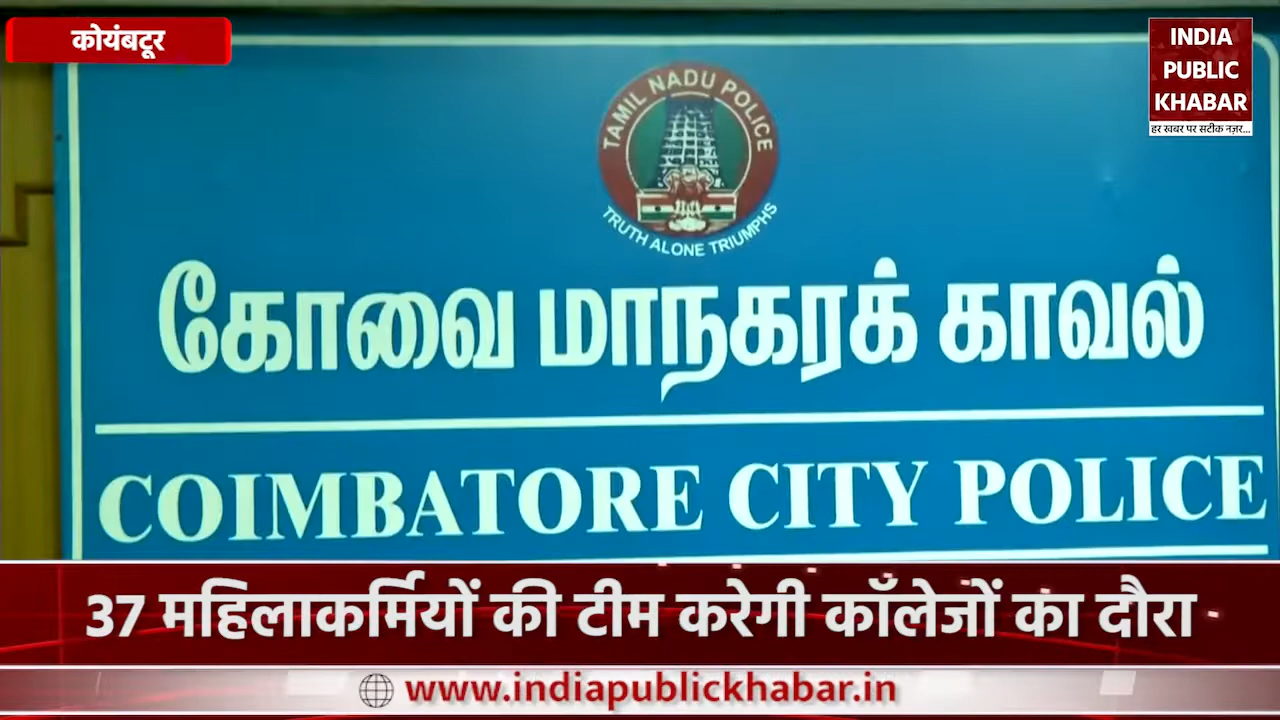 कोयंबटूर
INDIA
PUBLIC
KHABAR
हर खबर पर सटीक नज़र...
TAMIL NADU POLICE
TRUTH ALONE TRIUMPHS
கோவை மாநகரக் காவல்
COIMBATORE CITY POLICE
37 महिलाकर्मियों की टीम करेगी कॉलेजों का दौरा
www.indiapublickhabar.in